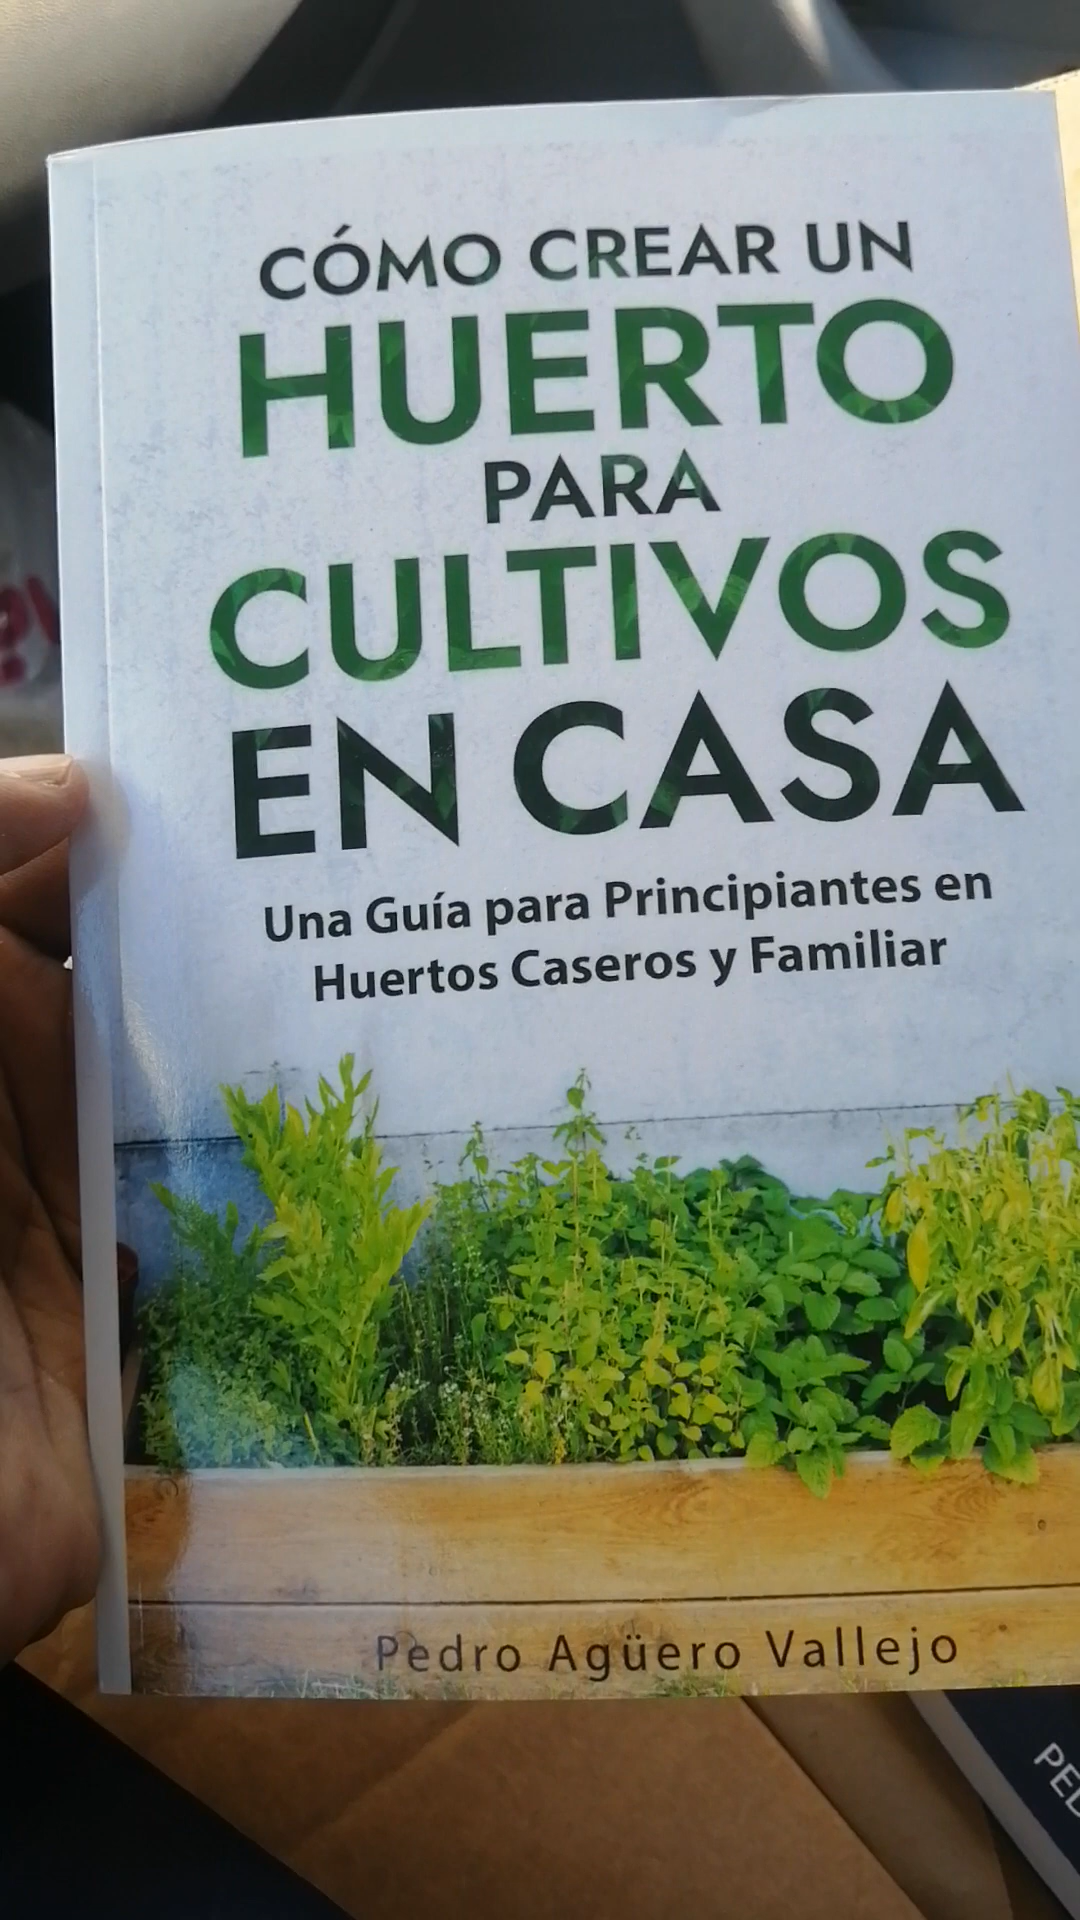 CÓMO CREAR UN
HUERTO
PARA
CULTIVOS
EN CASA
Una Guía para Principiantes en
Huertos Caseros y Familiar
Pedro Agüero Vallejo